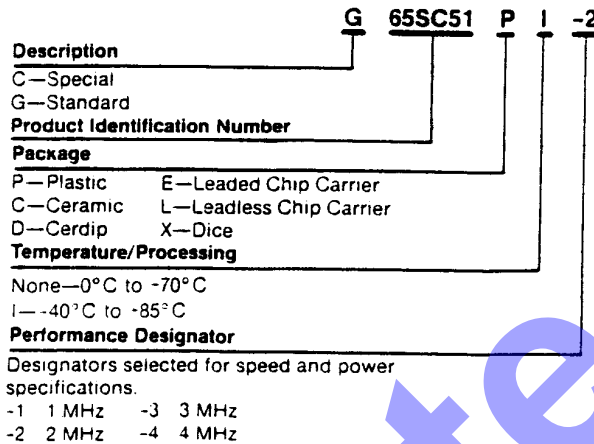 G 65SC51 P I -2
Description
C—Special
G—Standard
Product Identification Number
Package
P—Plastic E—Leaded Chip Carrier
C—Ceramic L—Leadless Chip Carrier
D—Cerdip X—Dice
Temperature/Processing
None—0°C to -70°C
I—-40°C to -85°C
Performance Designator
Designators selected for speed and power
specifications.
-1 1 MHz -3 3 MHz
-2 2 MHz -4 4 MHz